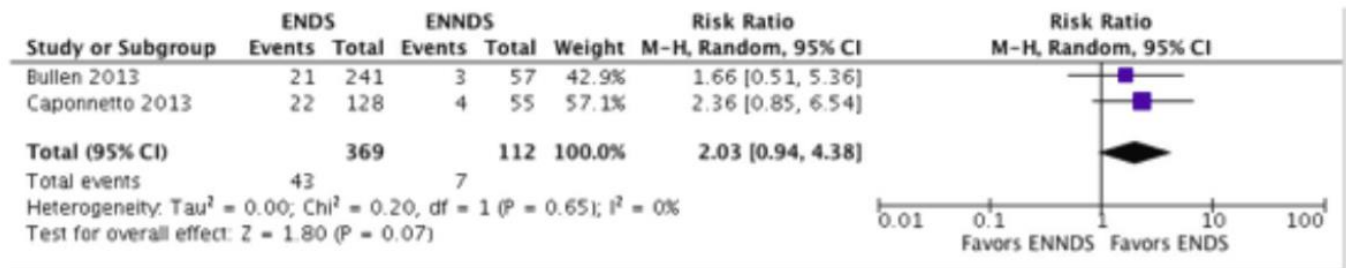 ENDS ENNDS Risk Ratio Risk Ratio
Study or Subgroup Events Total Events Total Weight M-H, Random, 95% CI M-H, Random, 95% CI
Bullen 2013 21 241 3 57 42.9% 1.66 [0.51, 5.36]
Caponnetto 2013 22 128 4 55 57.1% 2.36 [0.85, 6.54]
Total (95% CI) 369 112 100.0% 2.03 [0.94, 4.38]
Total events 43 7
Heterogeneity: Tau² = 0.00; Chi² = 0.20, df = 1 (P = 0.65); I² = 0%
Test for overall effect: Z = 1.80 (P = 0.07)
0.01 0.1 1 10 100
Favors ENNDS Favors ENDS